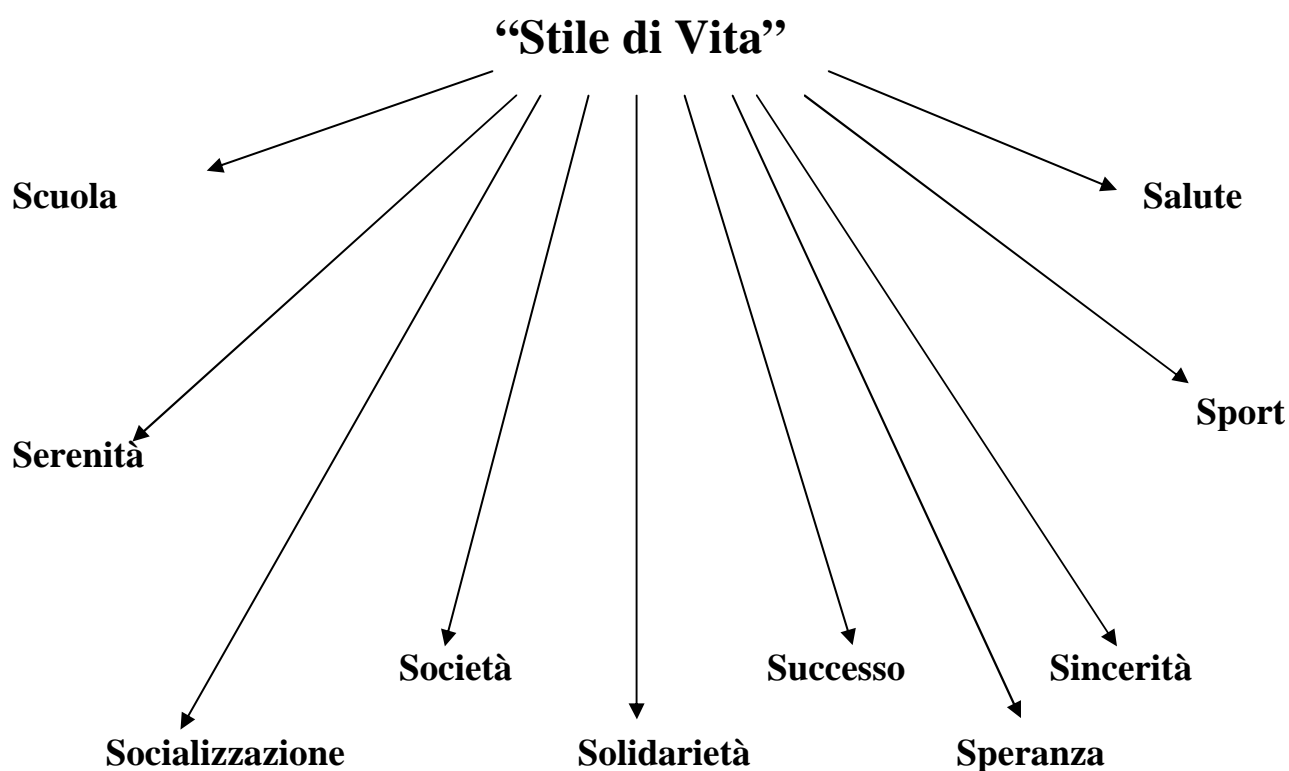 “Stile di Vita”
Scuola
Salute
Sport
Serenità
Società
Successo
Sincerità
Socializzazione
Solidarietà
Speranza